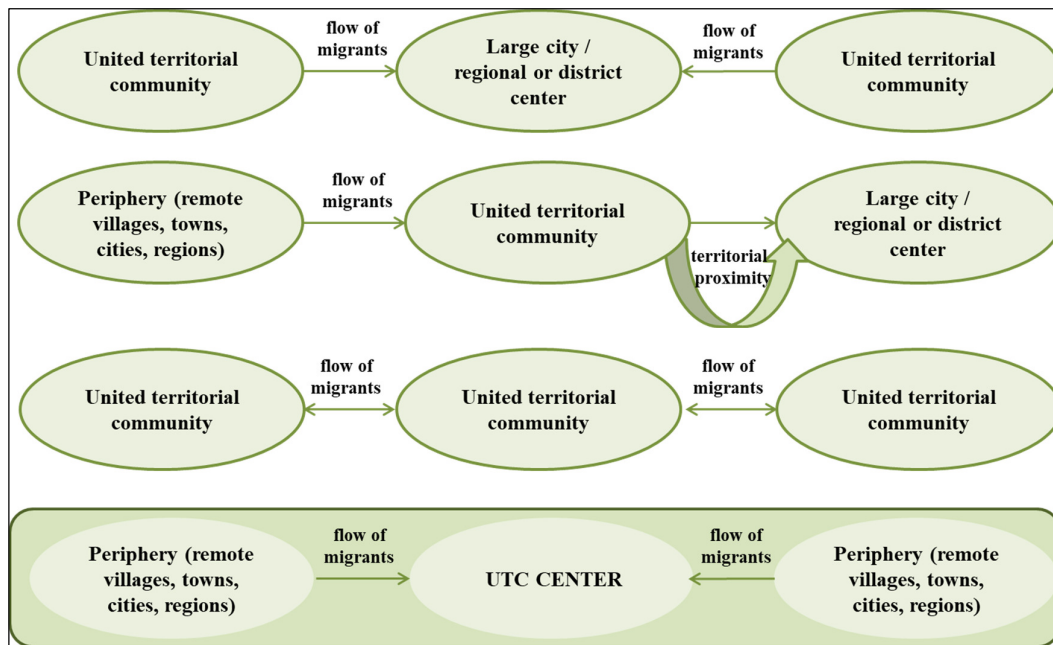 flow of
migrants
flow of
migrants
United territorial
community
Large city /
regional or district
center
United territorial
community
Periphery (remote
villages, towns,
cities, regions)
flow of
migrants
United territorial
community
territorial
proximity
Large city /
regional or district
center
flow of
migrants
flow of
migrants
United territorial
community
United territorial
community
United territorial
community
Periphery (remote
villages, towns,
cities, regions)
flow of
migrants
UTC CENTER
flow of
migrants
Periphery (remote
villages, towns,
cities, regions)